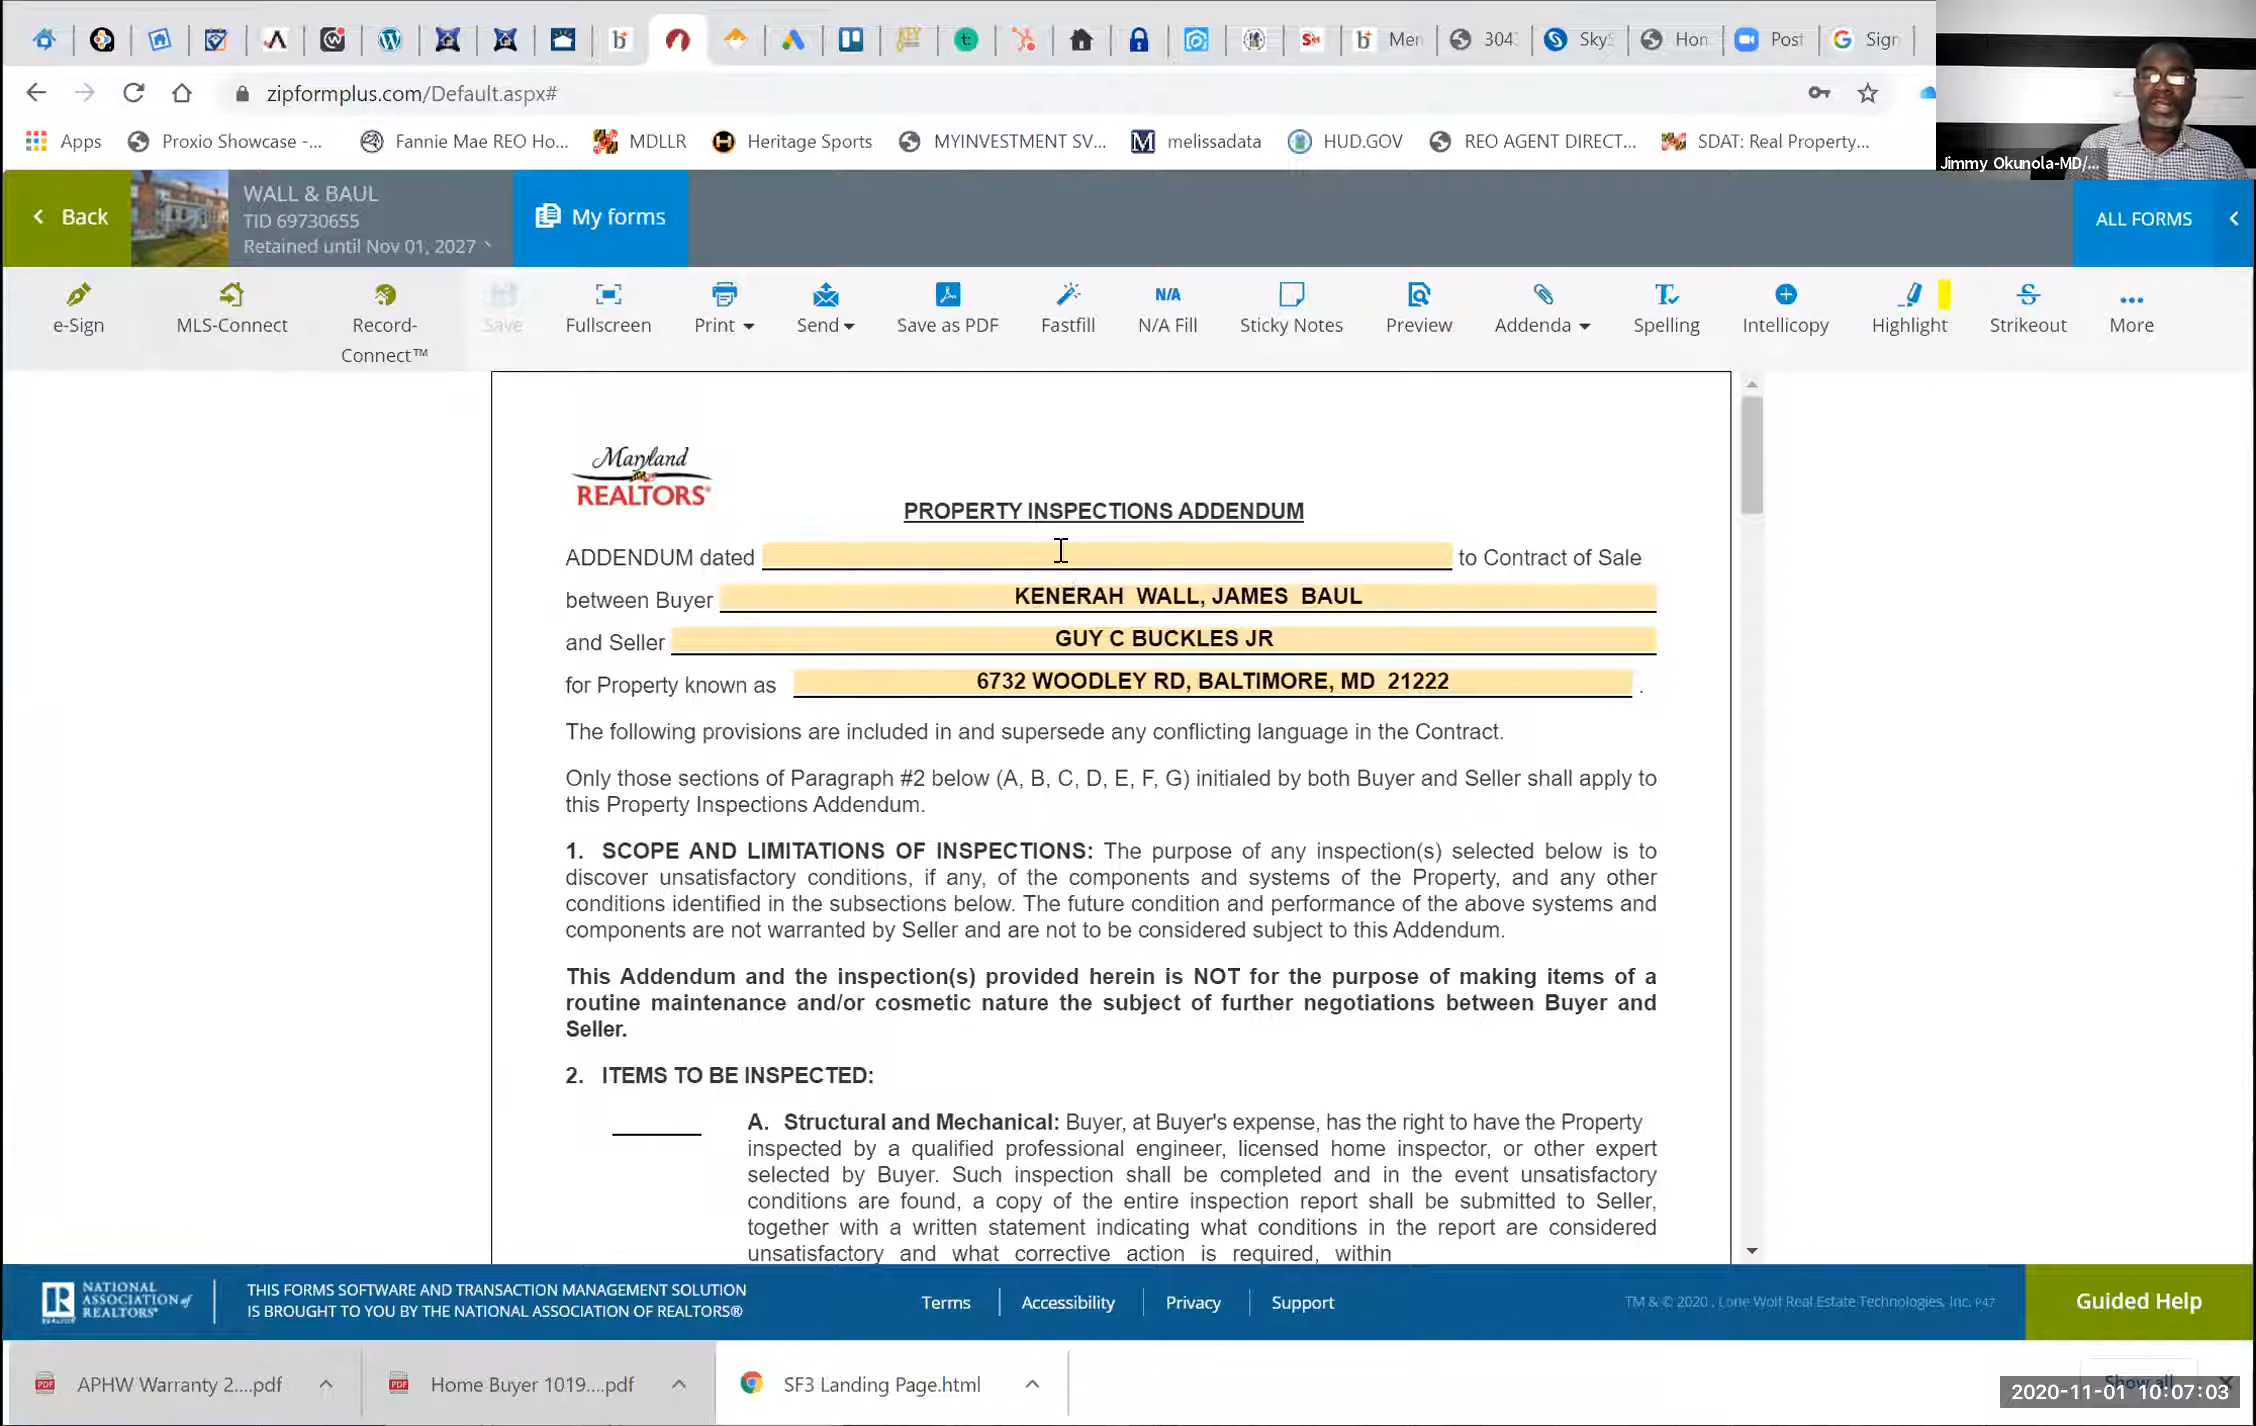 Men
304
Sky
Hon
Post
Sign
zipformplus.com/Default.aspx#
Jimmy Okunola-MD/...
Apps
Proxio Showcase -...
Fannie Mae REO Ho...
MDLLR
Heritage Sports
MYINVESTMENT SV...
melissadata
HUD.GOV
REO AGENT DIRECT...
SDAT: Real Property...
Back
WALL & BAUL
TID 69730655
Retained until Nov 01, 2027
My forms
ALL FORMS
e-Sign
MLS-Connect
Record-
Connect™
Save
Fullscreen
Print
Send
Save as PDF
Fastfill
N/A
N/A Fill
Sticky Notes
Preview
Addenda
Spelling
Intellicopy
Highlight
Strikeout
More
Maryland
REALTORS®
PROPERTY INSPECTIONS ADDENDUM
ADDENDUM dated to Contract of Sale
between Buyer KENERAH WALL, JAMES BAUL
and Seller GUY C BUCKLES JR
for Property known as 6732 WOODLEY RD, BALTIMORE, MD 21222 .
The following provisions are included in and supersede any conflicting language in the Contract.
Only those sections of Paragraph #2 below (A, B, C, D, E, F, G) initialed by both Buyer and Seller shall apply to
this Property Inspections Addendum.
1. SCOPE AND LIMITATIONS OF INSPECTIONS: The purpose of any inspection(s) selected below is to
discover unsatisfactory conditions, if any, of the components and systems of the Property, and any other
conditions identified in the subsections below. The future condition and performance of the above systems and
components are not warranted by Seller and are not to be considered subject to this Addendum.
This Addendum and the inspection(s) provided herein is NOT for the purpose of making items of a
routine maintenance and/or cosmetic nature the subject of further negotiations between Buyer and
Seller.
2. ITEMS TO BE INSPECTED:
A. Structural and Mechanical: Buyer, at Buyer's expense, has the right to have the Property
inspected by a qualified professional engineer, licensed home inspector, or other expert
selected by Buyer. Such inspection shall be completed and in the event unsatisfactory
conditions are found, a copy of the entire inspection report shall be submitted to Seller,
together with a written statement indicating what conditions in the report are considered
unsatisfactory and what corrective action is required, within
NATIONAL
ASSOCIATION of
REALTORS®
THIS FORMS SOFTWARE AND TRANSACTION MANAGEMENT SOLUTION
IS BROUGHT TO YOU BY THE NATIONAL ASSOCIATION OF REALTORS®
Terms
Accessibility
Privacy
Support
TM & © 2020 . Lone Wolf Real Estate Technologies, Inc. P47
Guided Help
APHW Warranty 2....pdf
Home Buyer 1019....pdf
SF3 Landing Page.html
Show all
2020-11-01 10:07:03